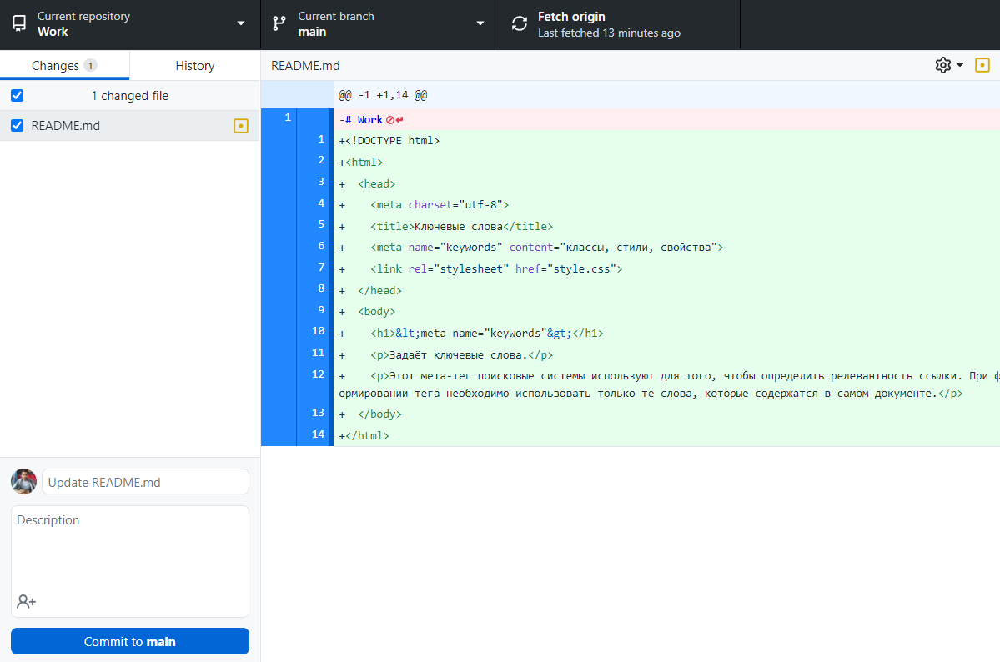 Current repository
Work
Current branch
main
Fetch origin
Last fetched 13 minutes ago
Changes 1
History
README.md
1 changed file
README.md
@@ -1 +1,14 @@
1 -# Work
1 +<!DOCTYPE html>
2 +<html>
3 +  <head>
4 +    <meta charset="utf-8">
5 +    <title>Ключевые слова</title>
6 +    <meta name="keywords" content="классы, стили, свойства">
7 +    <link rel="stylesheet" href="style.css">
8 +  </head>
9 +  <body>
10 +    <h1>&lt;meta name="keywords"&gt;</h1>
11 +    <p>Задаёт ключевые слова.</p>
12 +    <p>Этот мета-тег поисковые системы используют для того, чтобы определить релевантность ссылки. При ф
ормировании тега необходимо использовать только те слова, которые содержатся в самом документе.</p>
13 +  </body>
14 +</html>
Update README.md
Description
Commit to main